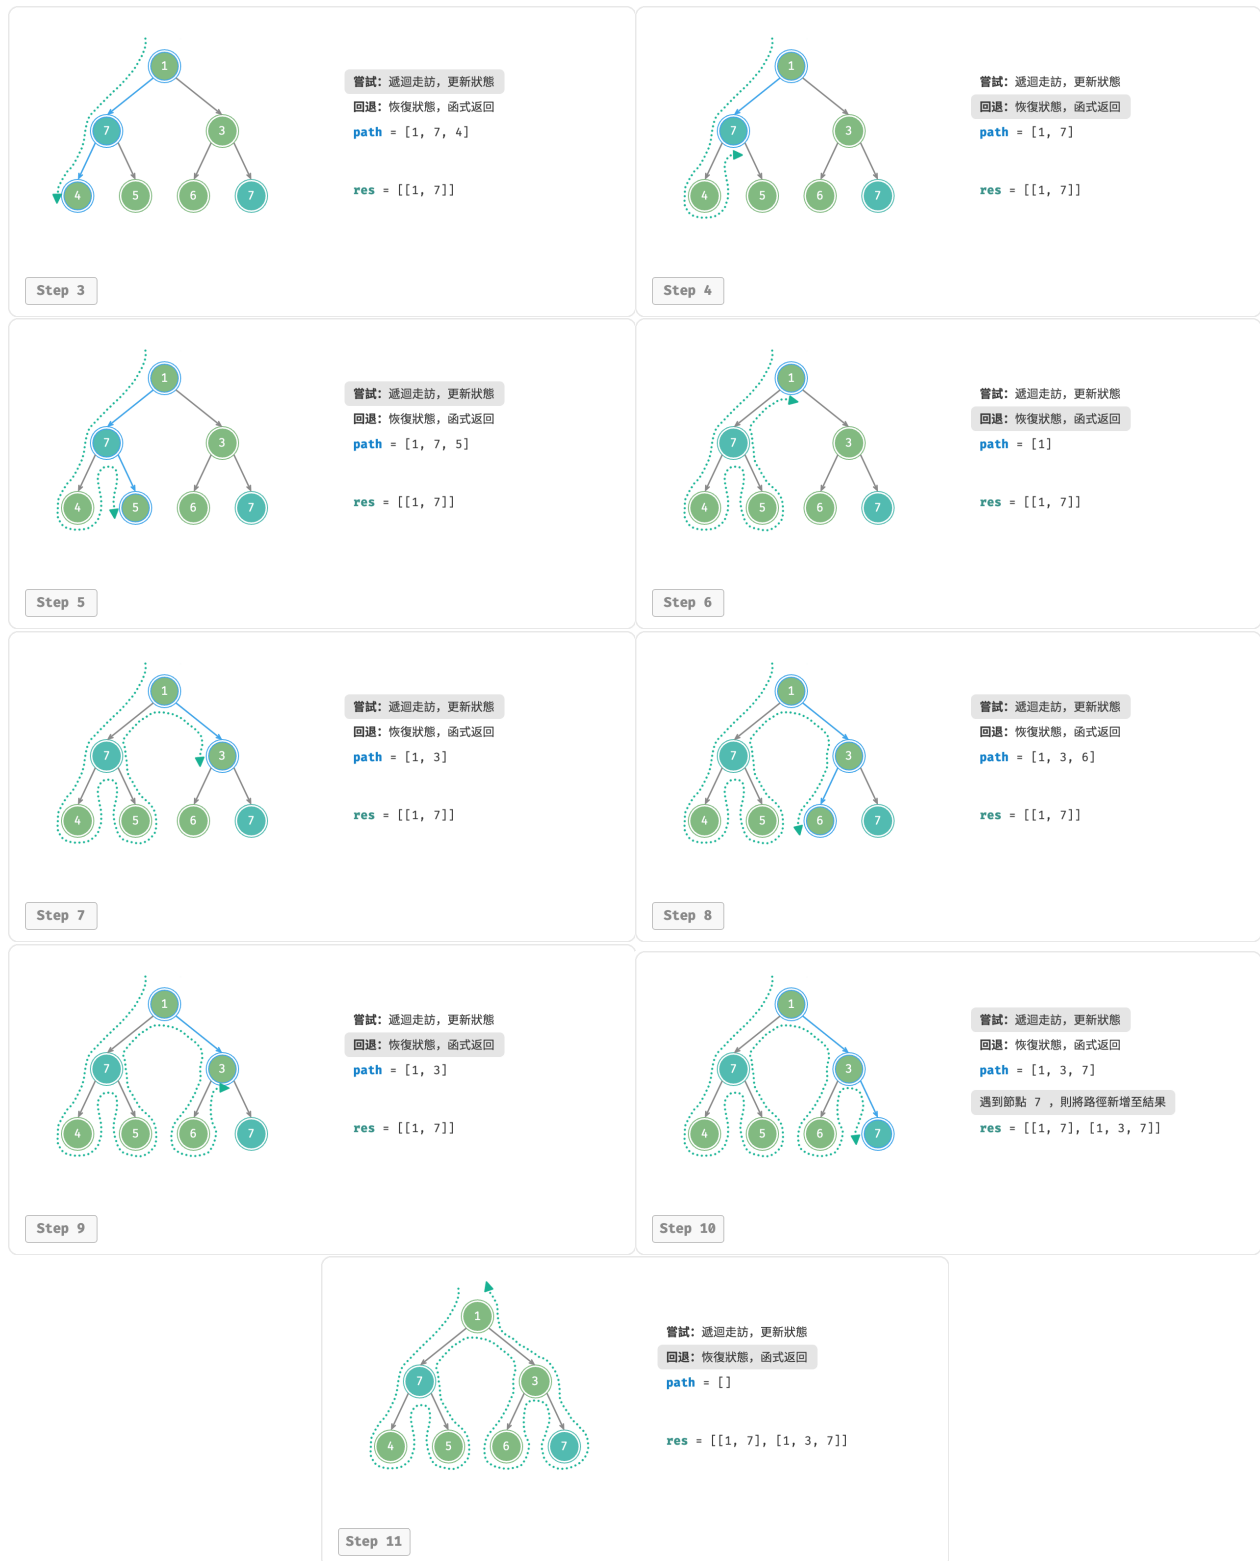 1
嘗試：遞迴走訪，更新狀態
回退：恢復狀態，函式返回
7
3
path = [1, 7, 4]
4
5
6
7
res = [[1, 7]]
Step 3
1
嘗試：遞迴走訪，更新狀態
回退：恢復狀態，函式返回
7
3
path = [1, 7]
4
5
6
7
res = [[1, 7]]
Step 4
1
嘗試：遞迴走訪，更新狀態
回退：恢復狀態，函式返回
7
3
path = [1, 7, 5]
4
5
6
7
res = [[1, 7]]
Step 5
1
嘗試：遞迴走訪，更新狀態
回退：恢復狀態，函式返回
7
3
path = [1]
4
5
6
7
res = [[1, 7]]
Step 6
1
嘗試：遞迴走訪，更新狀態
回退：恢復狀態，函式返回
7
3
path = [1, 3]
4
5
6
7
res = [[1, 7]]
Step 7
1
嘗試：遞迴走訪，更新狀態
回退：恢復狀態，函式返回
7
3
path = [1, 3, 6]
4
5
6
7
res = [[1, 7]]
Step 8
1
嘗試：遞迴走訪，更新狀態
回退：恢復狀態，函式返回
7
3
path = [1, 3]
4
5
6
7
res = [[1, 7]]
Step 9
1
嘗試：遞迴走訪，更新狀態
回退：恢復狀態，函式返回
7
3
path = [1, 3, 7]
遇到節點 7 ，則將路徑新增至結果
4
5
6
7
res = [[1, 7], [1, 3, 7]]
Step 10
1
嘗試：遞迴走訪，更新狀態
回退：恢復狀態，函式返回
7
3
path = []
4
5
6
7
res = [[1, 7], [1, 3, 7]]
Step 11